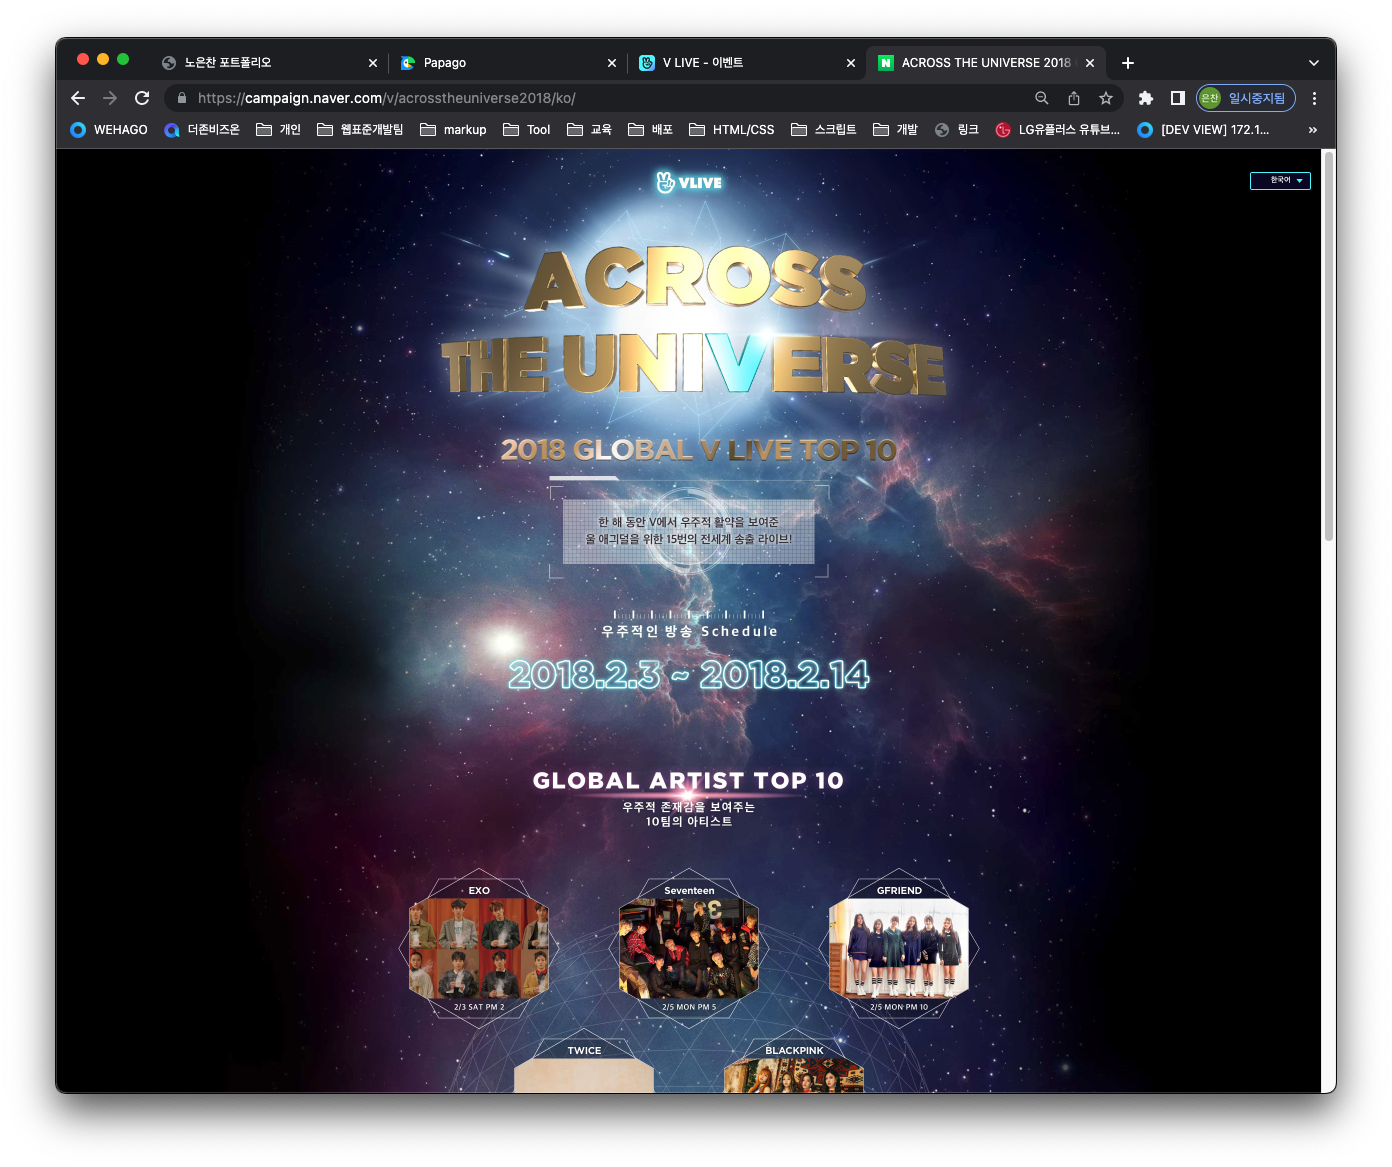 노은찬 포트폴리오
Papago
V LIVE - 이벤트
ACROSS THE UNIVERSE 2018
https://campaign.naver.com/v/acrosstheuniverse2018/ko/
은찬 일시중지됨
WEHAGO
더존비즈온
개인
웹표준개발팀
markup
Tool
교육
배포
HTML/CSS
스크립트
개발
링크
LG유플러스 유튜브...
[DEV VIEW] 172.1...
»
VLIVE
한국어
ACROSS
THE UNIVERSE
2018 GLOBAL V LIVE TOP 10
한 해 동안 V에서 우주적 활약을 보여준
울 애긔덜을 위한 15번의 전세계 송출 라이브!
우주적인 방송 Schedule
2018.2.3 ~ 2018.2.14
GLOBAL ARTIST TOP 10
우주적 존재감을 보여주는
10팀의 아티스트
EXO
2/3 SAT PM 2
Seventeen
2/5 MON PM 5
GFRIEND
2/5 MON PM 10
TWICE
BLACKPINK